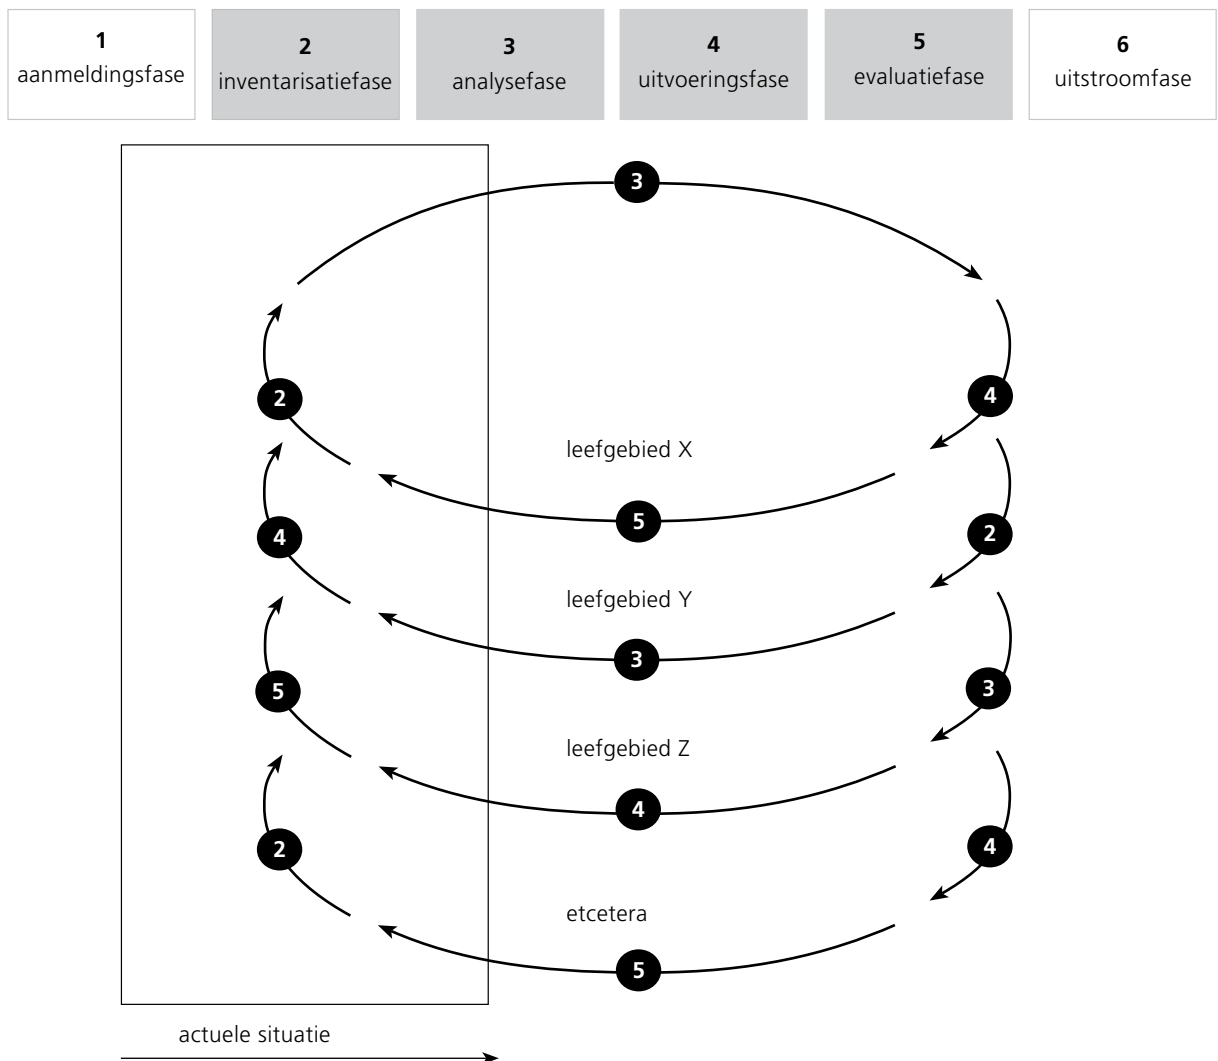 1
aanmeldingsfase
2
inventarisatiefase
3
analysefase
4
uitvoeringsfase
5
evaluatiefase
6
uitstroomfase
3
2
4
leefgebied X
5
4
2
leefgebied Y
3
5
3
leefgebied Z
4
2
4
etcetera
5
actuele situatie